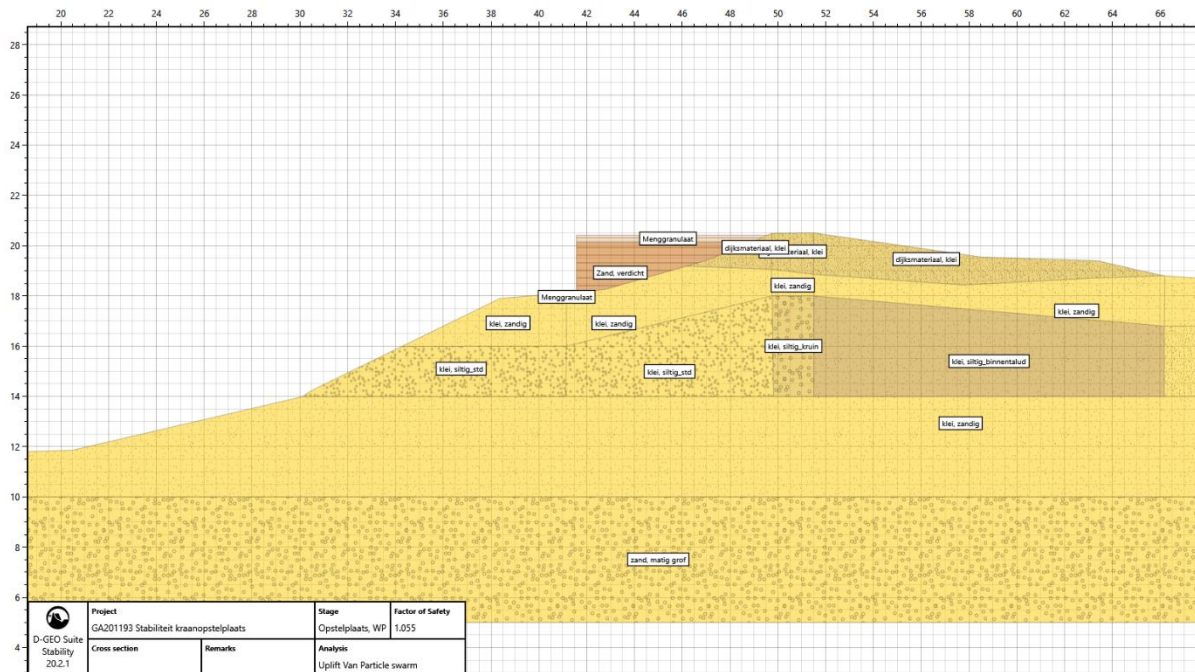 20 22 24 26 28 30 32 34 36 38 40 42 44 46 48 50 52 54 56 58 60 62 64 66
28
26
24
22
20
18
16
14
12
10
8
6
4
Menggranulaat
dijksmateriaal, klei
materiaal, klei
dijksmateriaal, klei
Zand, verdicht
klei, zandig
Menggranulaat
klei, zandig
klei, zandig
klei, zandig
klei, siltig_kruin
klei, siltig_std
klei, siltig_std
klei, siltig_binnentalud
klei, zandig
zand, matig grof
D-GEO Suite
Stability
20.2.1
Project
GA201193 Stabiliteit kraanopstelplaats
Stage
Opstelplaats, WP
Factor of Safety
1.055
Cross section
Remarks
Analysis
Uplift Van Particle swarm